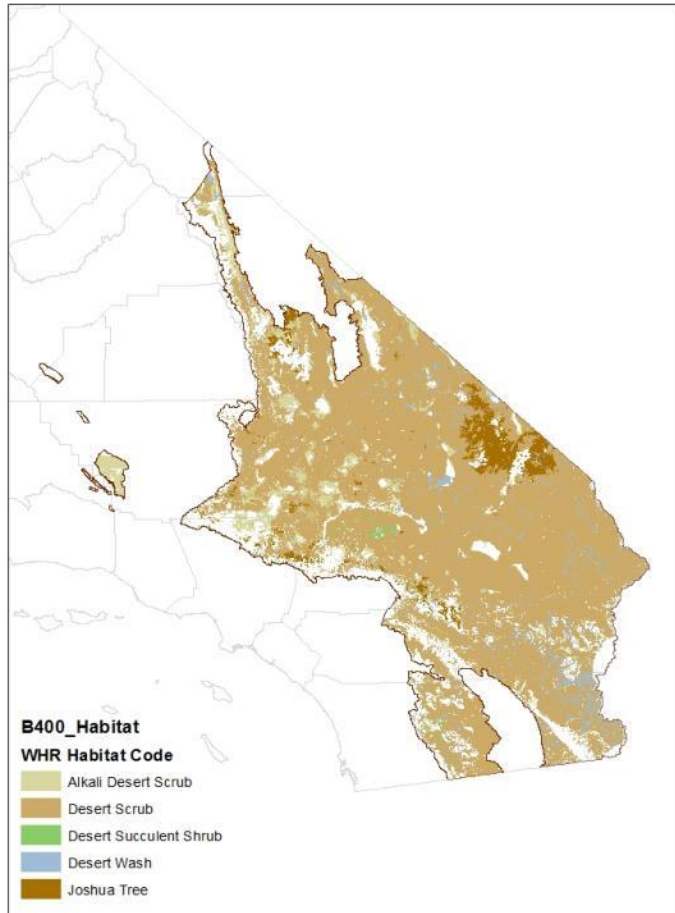 B400_Habitat
WHR Habitat Code
Alkali Desert Scrub
Desert Scrub
Desert Succulent Shrub
Desert Wash
Joshua Tree